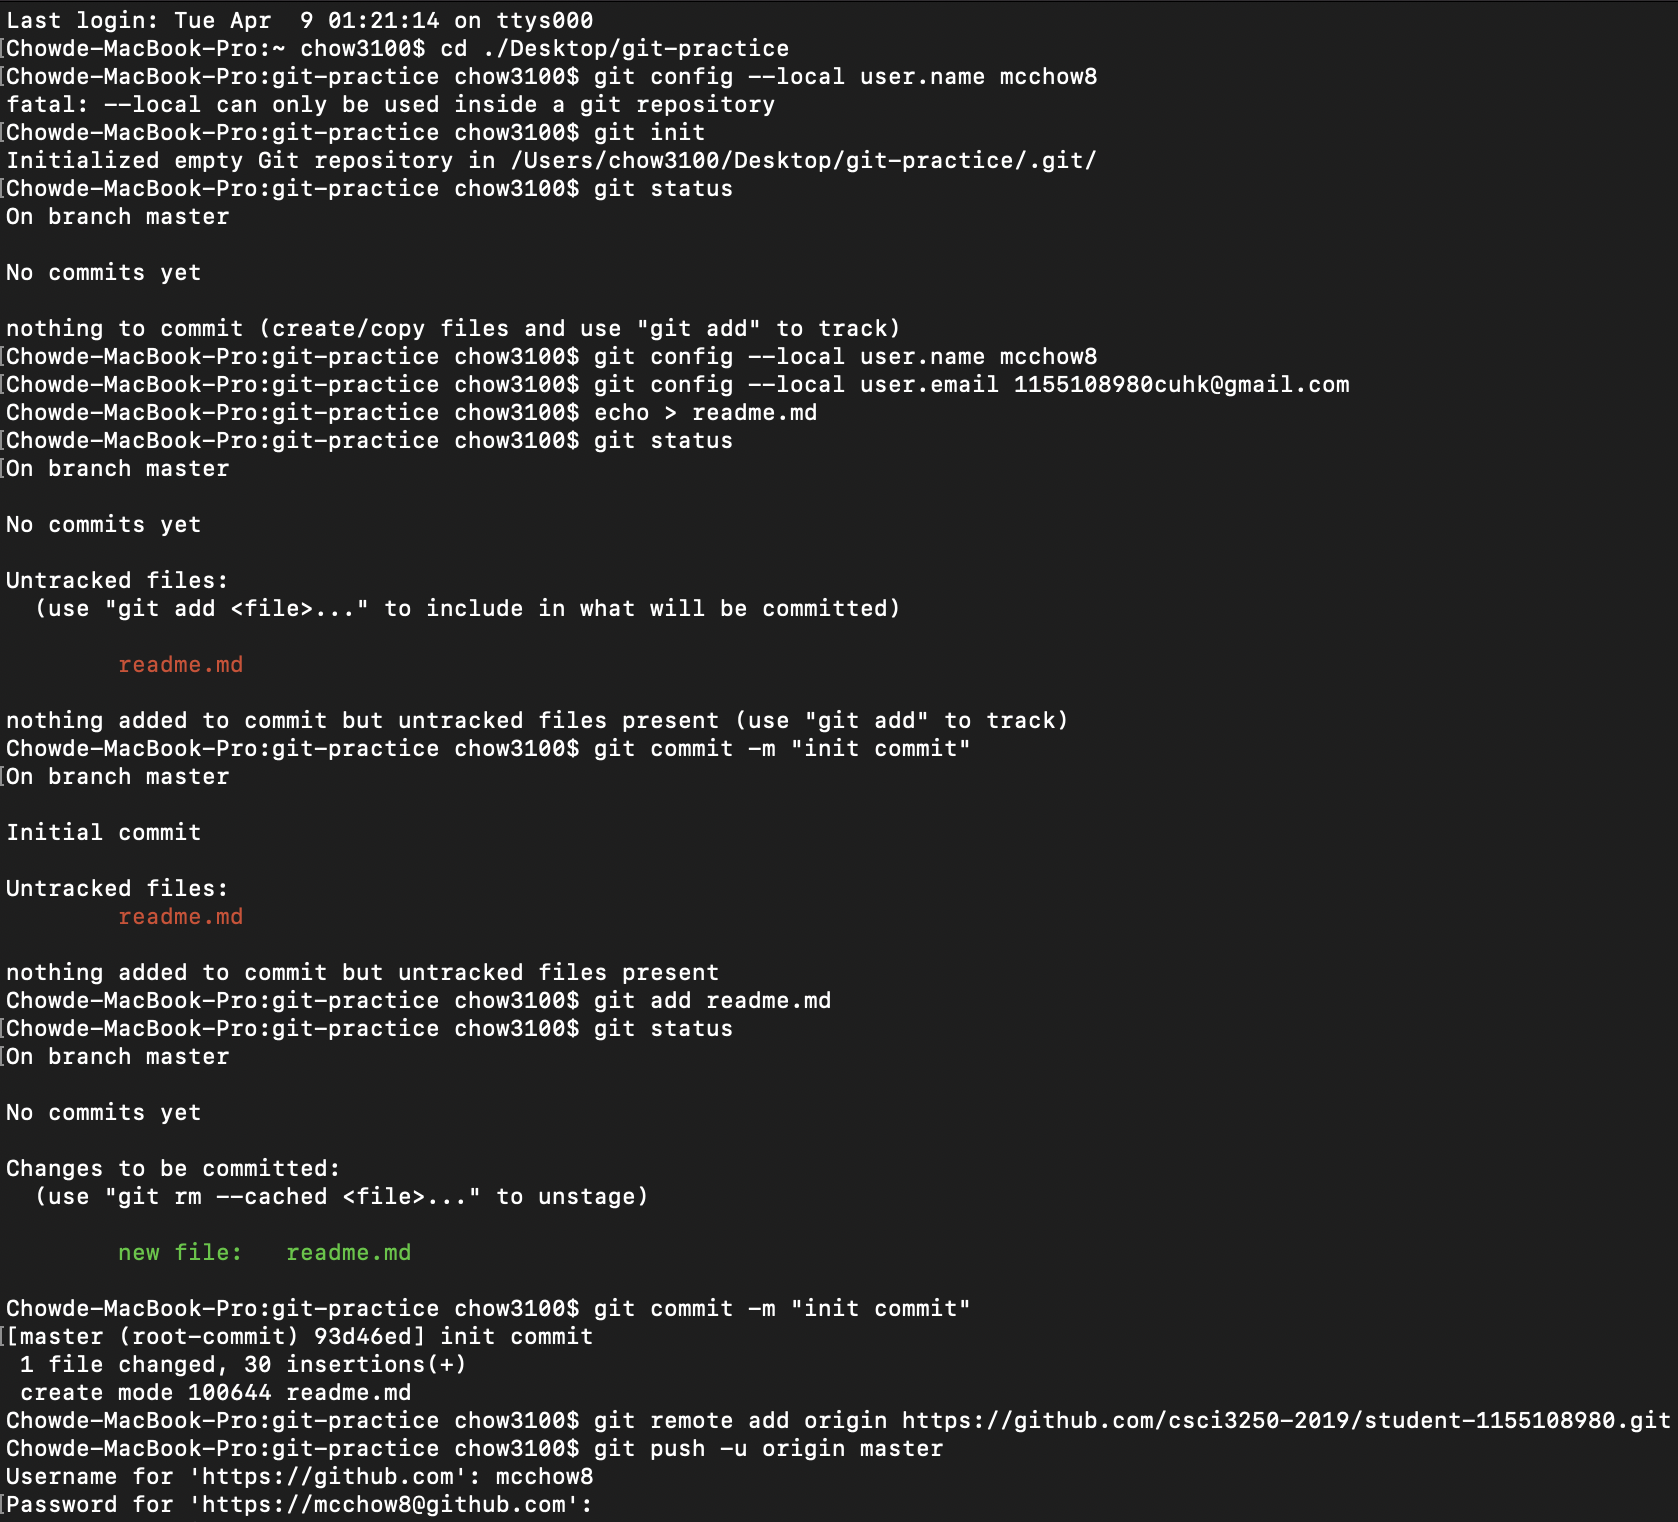 Last login: Tue Apr  9 01:21:14 on ttys000
[Chowde-MacBook-Pro:~ chow3100$ cd ./Desktop/git-practice
[Chowde-MacBook-Pro:git-practice chow3100$ git config --local user.name mcchow8
fatal: --local can only be used inside a git repository
[Chowde-MacBook-Pro:git-practice chow3100$ git init
Initialized empty Git repository in /Users/chow3100/Desktop/git-practice/.git/
[Chowde-MacBook-Pro:git-practice chow3100$ git status
On branch master

No commits yet

nothing to commit (create/copy files and use "git add" to track)
[Chowde-MacBook-Pro:git-practice chow3100$ git config --local user.name mcchow8
[Chowde-MacBook-Pro:git-practice chow3100$ git config --local user.email 1155108980cuhk@gmail.com
Chowde-MacBook-Pro:git-practice chow3100$ echo > readme.md
[Chowde-MacBook-Pro:git-practice chow3100$ git status
[On branch master

No commits yet

Untracked files:
  (use "git add <file>..." to include in what will be committed)

        readme.md

nothing added to commit but untracked files present (use "git add" to track)
Chowde-MacBook-Pro:git-practice chow3100$ git commit -m "init commit"
[On branch master

Initial commit

Untracked files:
        readme.md

nothing added to commit but untracked files present
Chowde-MacBook-Pro:git-practice chow3100$ git add readme.md
[Chowde-MacBook-Pro:git-practice chow3100$ git status
[On branch master

No commits yet

Changes to be committed:
  (use "git rm --cached <file>..." to unstage)

        new file:   readme.md

Chowde-MacBook-Pro:git-practice chow3100$ git commit -m "init commit"
[[master (root-commit) 93d46ed] init commit
 1 file changed, 30 insertions(+)
 create mode 100644 readme.md
Chowde-MacBook-Pro:git-practice chow3100$ git remote add origin https://github.com/csci3250-2019/student-1155108980.git
Chowde-MacBook-Pro:git-practice chow3100$ git push -u origin master
Username for 'https://github.com': mcchow8
[Password for 'https://mcchow8@github.com':